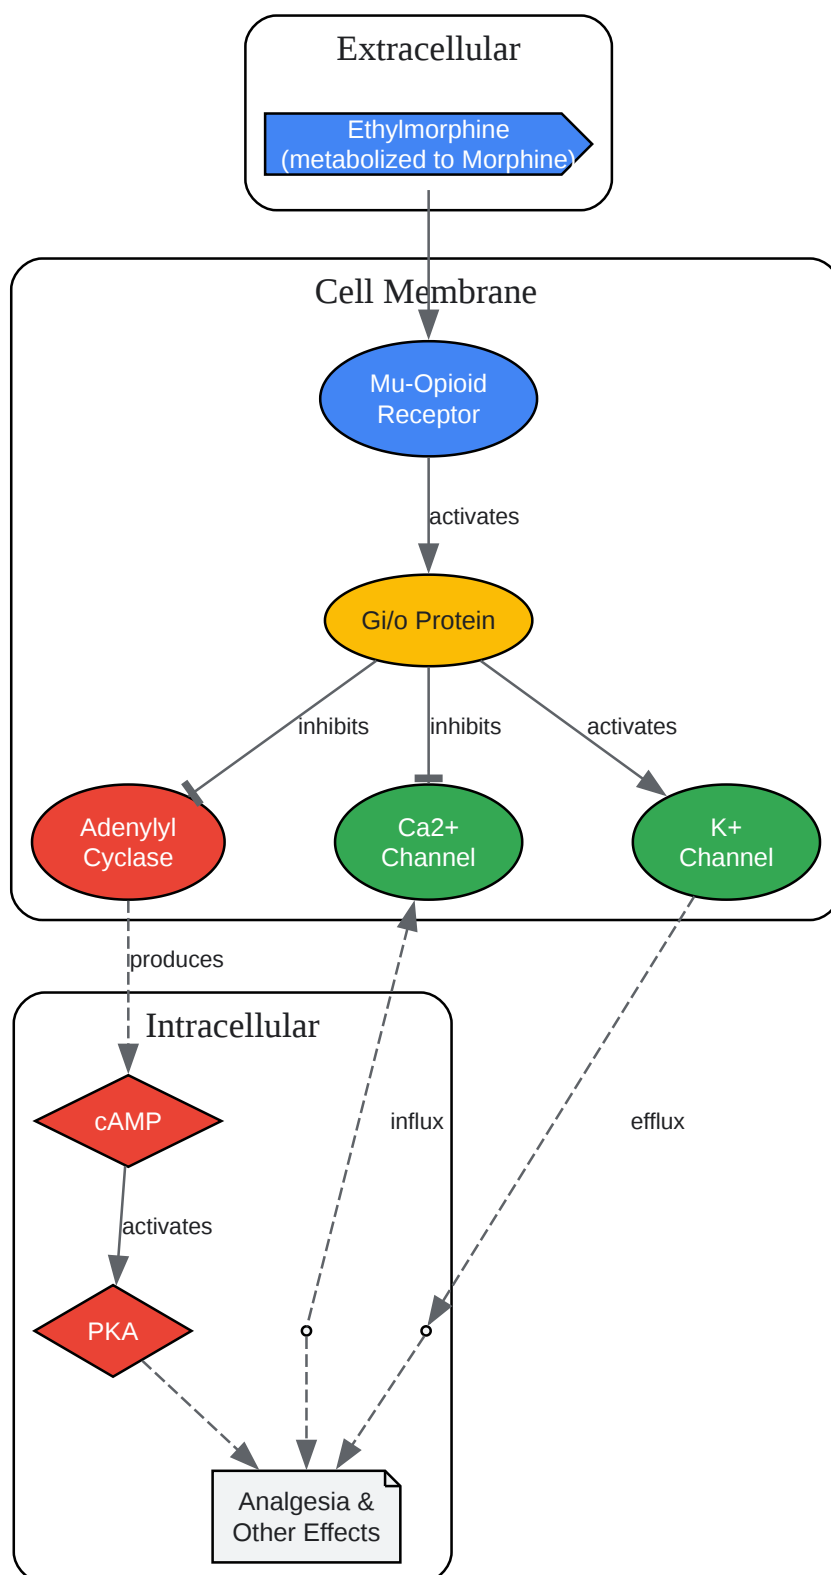 Extracellular
Ethylmorphine
(metabolized to Morphine)
Cell Membrane
Mu-Opioid
Receptor
activates
Gi/o Protein
inhibits
inhibits
activates
Adenylyl
Cyclase
Ca2+
Channel
K+
Channel
produces
Intracellular
cAMP
influx
efflux
activates
PKA
Analgesia &
Other Effects